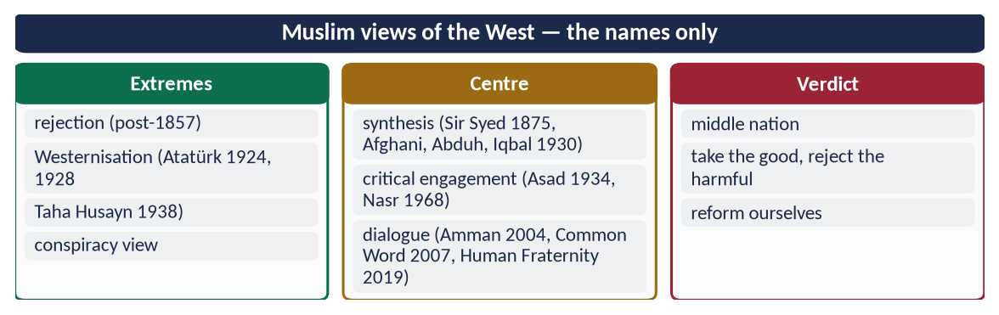 Muslim views of the West — the names only
Extremes
rejection (post-1857)
Westernisation (Atatürk 1924,
1928
Taha Husayn 1938)
conspiracy view
Centre
synthesis (Sir Syed 1875,
Afghani, Abduh, Iqbal 1930)
critical engagement (Asad 1934,
Nasr 1968)
dialogue (Amman 2004, Common
Word 2007, Human Fraternity
2019)
Verdict
middle nation
take the good, reject the
harmful
reform ourselves